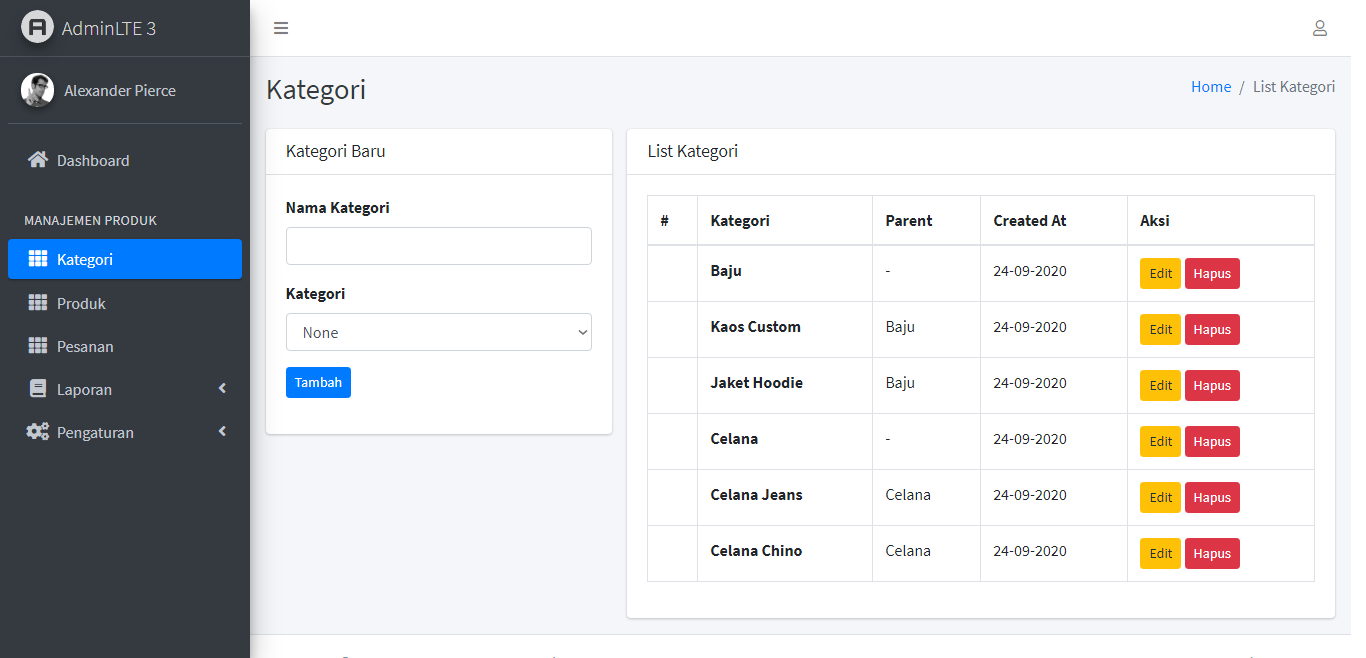 AdminLTE 3
Alexander Pierce
Dashboard
MANAJEMEN PRODUK
Kategori
Produk
Pesanan
Laporan
Pengaturan
Kategori
Home / List Kategori
Kategori Baru
Nama Kategori
Kategori
None
Tambah
List Kategori
# Kategori Parent Created At Aksi
Baju - 24-09-2020 Edit Hapus
Kaos Custom Baju 24-09-2020 Edit Hapus
Jaket Hoodie Baju 24-09-2020 Edit Hapus
Celana - 24-09-2020 Edit Hapus
Celana Jeans Celana 24-09-2020 Edit Hapus
Celana Chino Celana 24-09-2020 Edit Hapus